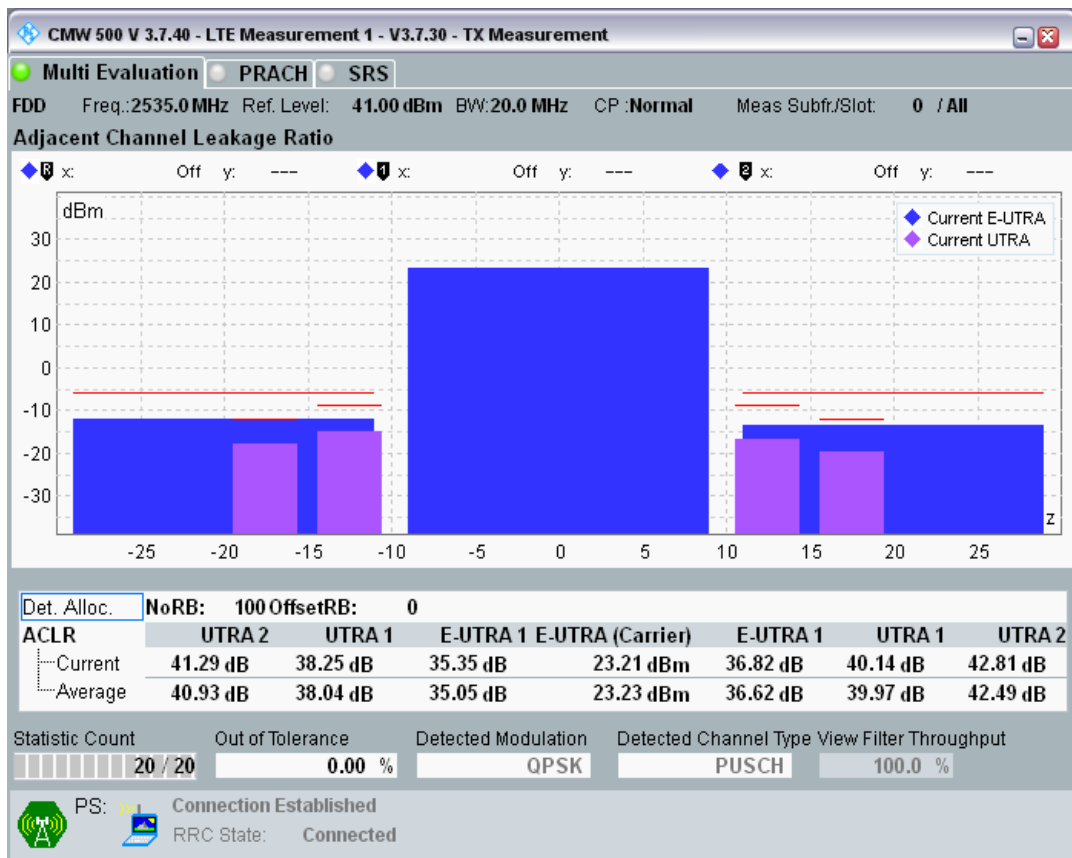 CMW 500 V 3.7.40 - LTE Measurement 1 - V3.7.30 - TX Measurement
Multi Evaluation PRACH SRS
FDD Freq.:2535.0 MHz Ref. Level: 41.00 dBm BW:20.0 MHz CP :Normal Meas Subfr./Slot: 0 / All
Adjacent Channel Leakage Ratio
R x: Off y: --- 1 x: Off y: --- 2 x: Off y: ---
dBm
Current E-UTRA
Current UTRA
30
20
10
0
-10
-20
-30
z
-25 -20 -15 -10 -5 0 5 10 15 20 25
Det. Alloc. NoRB: 100 OffsetRB: 0
ACLR UTRA 2 UTRA 1 E-UTRA 1 E-UTRA (Carrier) E-UTRA 1 UTRA 1 UTRA 2
Current 41.29 dB 38.25 dB 35.35 dB 23.21 dBm 36.82 dB 40.14 dB 42.81 dB
Average 40.93 dB 38.04 dB 35.05 dB 23.23 dBm 36.62 dB 39.97 dB 42.49 dB
Statistic Count Out of Tolerance Detected Modulation Detected Channel Type View Filter Throughput
20 / 20 0.00 % QPSK PUSCH 100.0 %
PS: Connection Established
RRC State: Connected